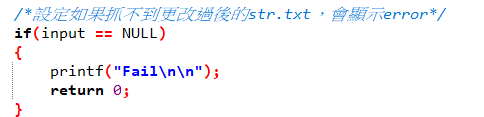 /*設定如果抓不到更改過後的str.txt，會顯示error*/
if(input == NULL)
{
    printf("Fail\n\n");
    return 0;
}